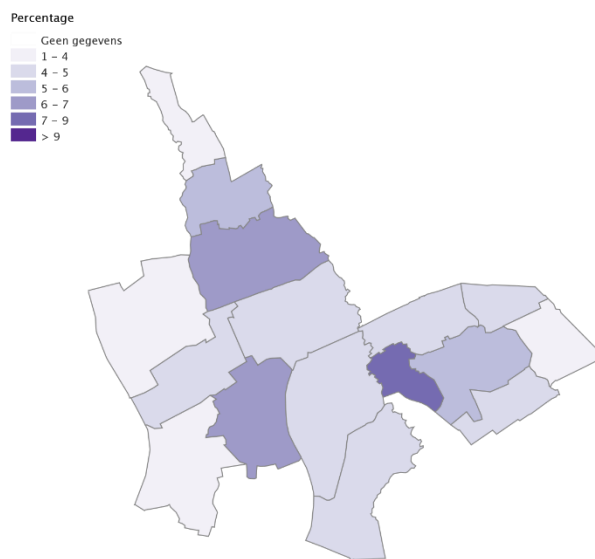 Percentage
Geen gegevens
1 – 4
4 – 5
5 – 6
6 – 7
7 – 9
> 9